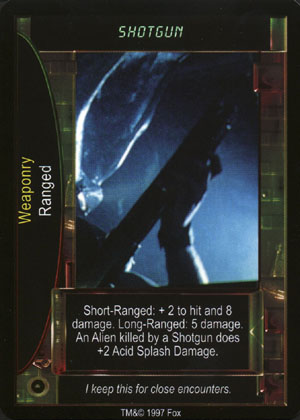 SHOTGUN
Weaponry
Ranged
Short-Ranged: + 2 to hit and 8
damage. Long-Ranged: 5 damage.
An Alien killed by a Shotgun does
+2 Acid Splash Damage.
I keep this for close encounters.
TM&© 1997 Fox